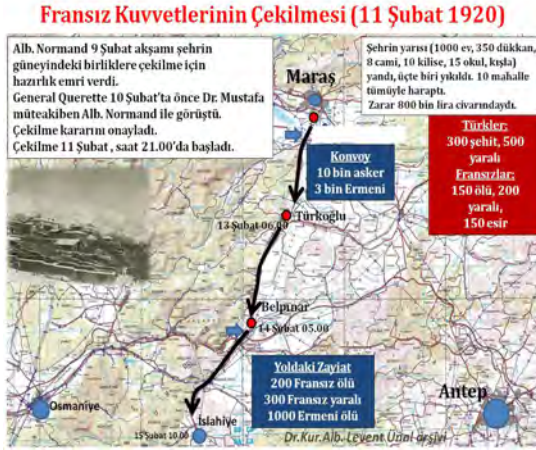 Fransız Kuvvetlerinin Çekilmesi (11 Şubat 1920)
Alb. Normand 9 Şubat akşamı şehrin
güneyindeki birliklere çekilme için
hazırlık emri verdi.
General Querette 10 Şubat'ta önce Dr. Mustafa
müteakiben Alb. Normand ile görüştü.
Çekilme kararını onayladı.
Çekilme 11 Şubat , saat 21.00'da başladı.
Şehrin yarısı (1000 ev, 350 dükkan,
8 cami, 10 kilise, 15 okul, kışla)
yandı, üçte biri yıkıldı. 10 mahalle
tümüyle haraptı.
Zarar 800 bin lira civarındaydı.
Maraş
Türkler:
300 şehit, 500
yaralı
Fransızlar:
150 ölü, 200
yaralı,
150 esir
Konvoy
10 bin asker
3 bin Ermeni
Türkoğlu
13 Şubat 06.00
Belpınar
14 Şubat 05.00
Yoldaki Zayiat
200 Fransız ölü
300 Fransız yaralı
1000 Ermeni ölü
Antep
Osmaniye
İslahiye
15 Şubat 10.00
Dr.Kur.Alb. Levent Ünal arşivi